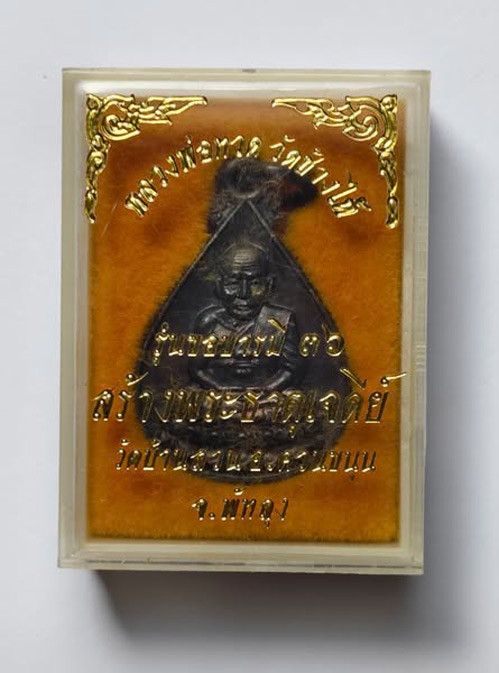 หลวงพ่อทวด วัดช้างให้
รุ่นขอบารมี ๓๖
สร้างพระธาตุเจดีย์
วัดบ้านสวน อ.ควนขนุน
จ.พัทลุง